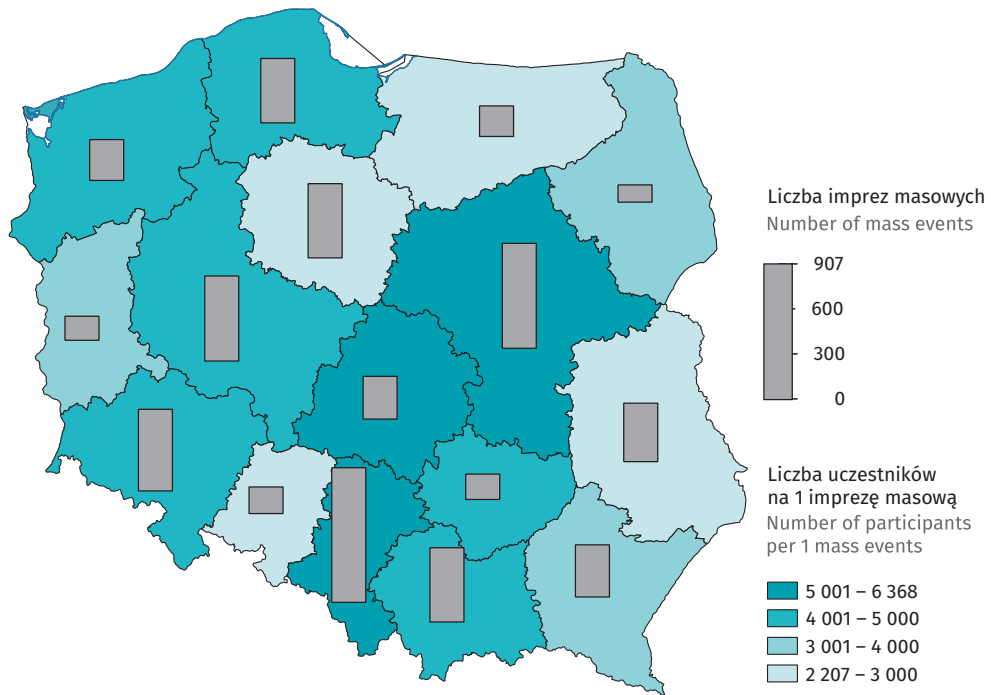 Liczba imprez masowych
Number of mass events
907
600
300
0
Liczba uczestników
na 1 imprezę masową
Number of participants
per 1 mass events
5 001 – 6 368
4 001 – 5 000
3 001 – 4 000
2 207 – 3 000